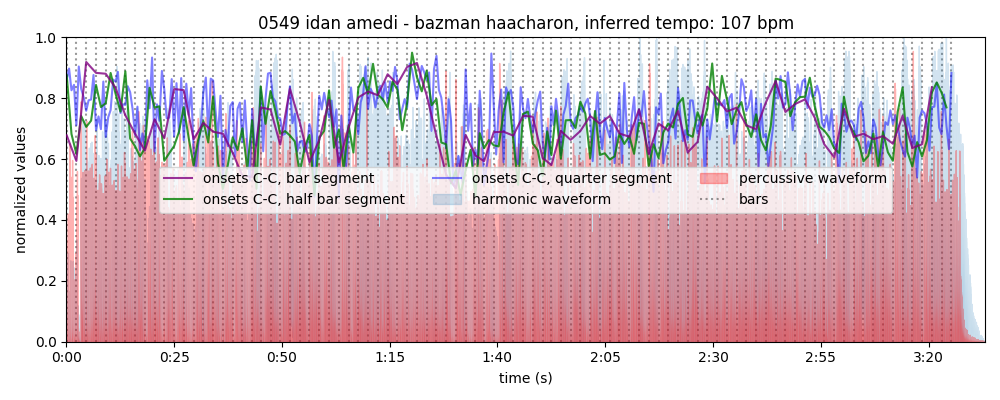 0549 idan amedi - bazman haacharon, inferred tempo: 107 bpm
normalized values
1.0
0.8
0.6
0.4
0.2
0.0
onsets C-C, bar segment
onsets C-C, half bar segment
onsets C-C, quarter segment
harmonic waveform
percussive waveform
bars
0:00 0:25 0:50 1:15 1:40 2:05 2:30 2:55 3:20
time (s)